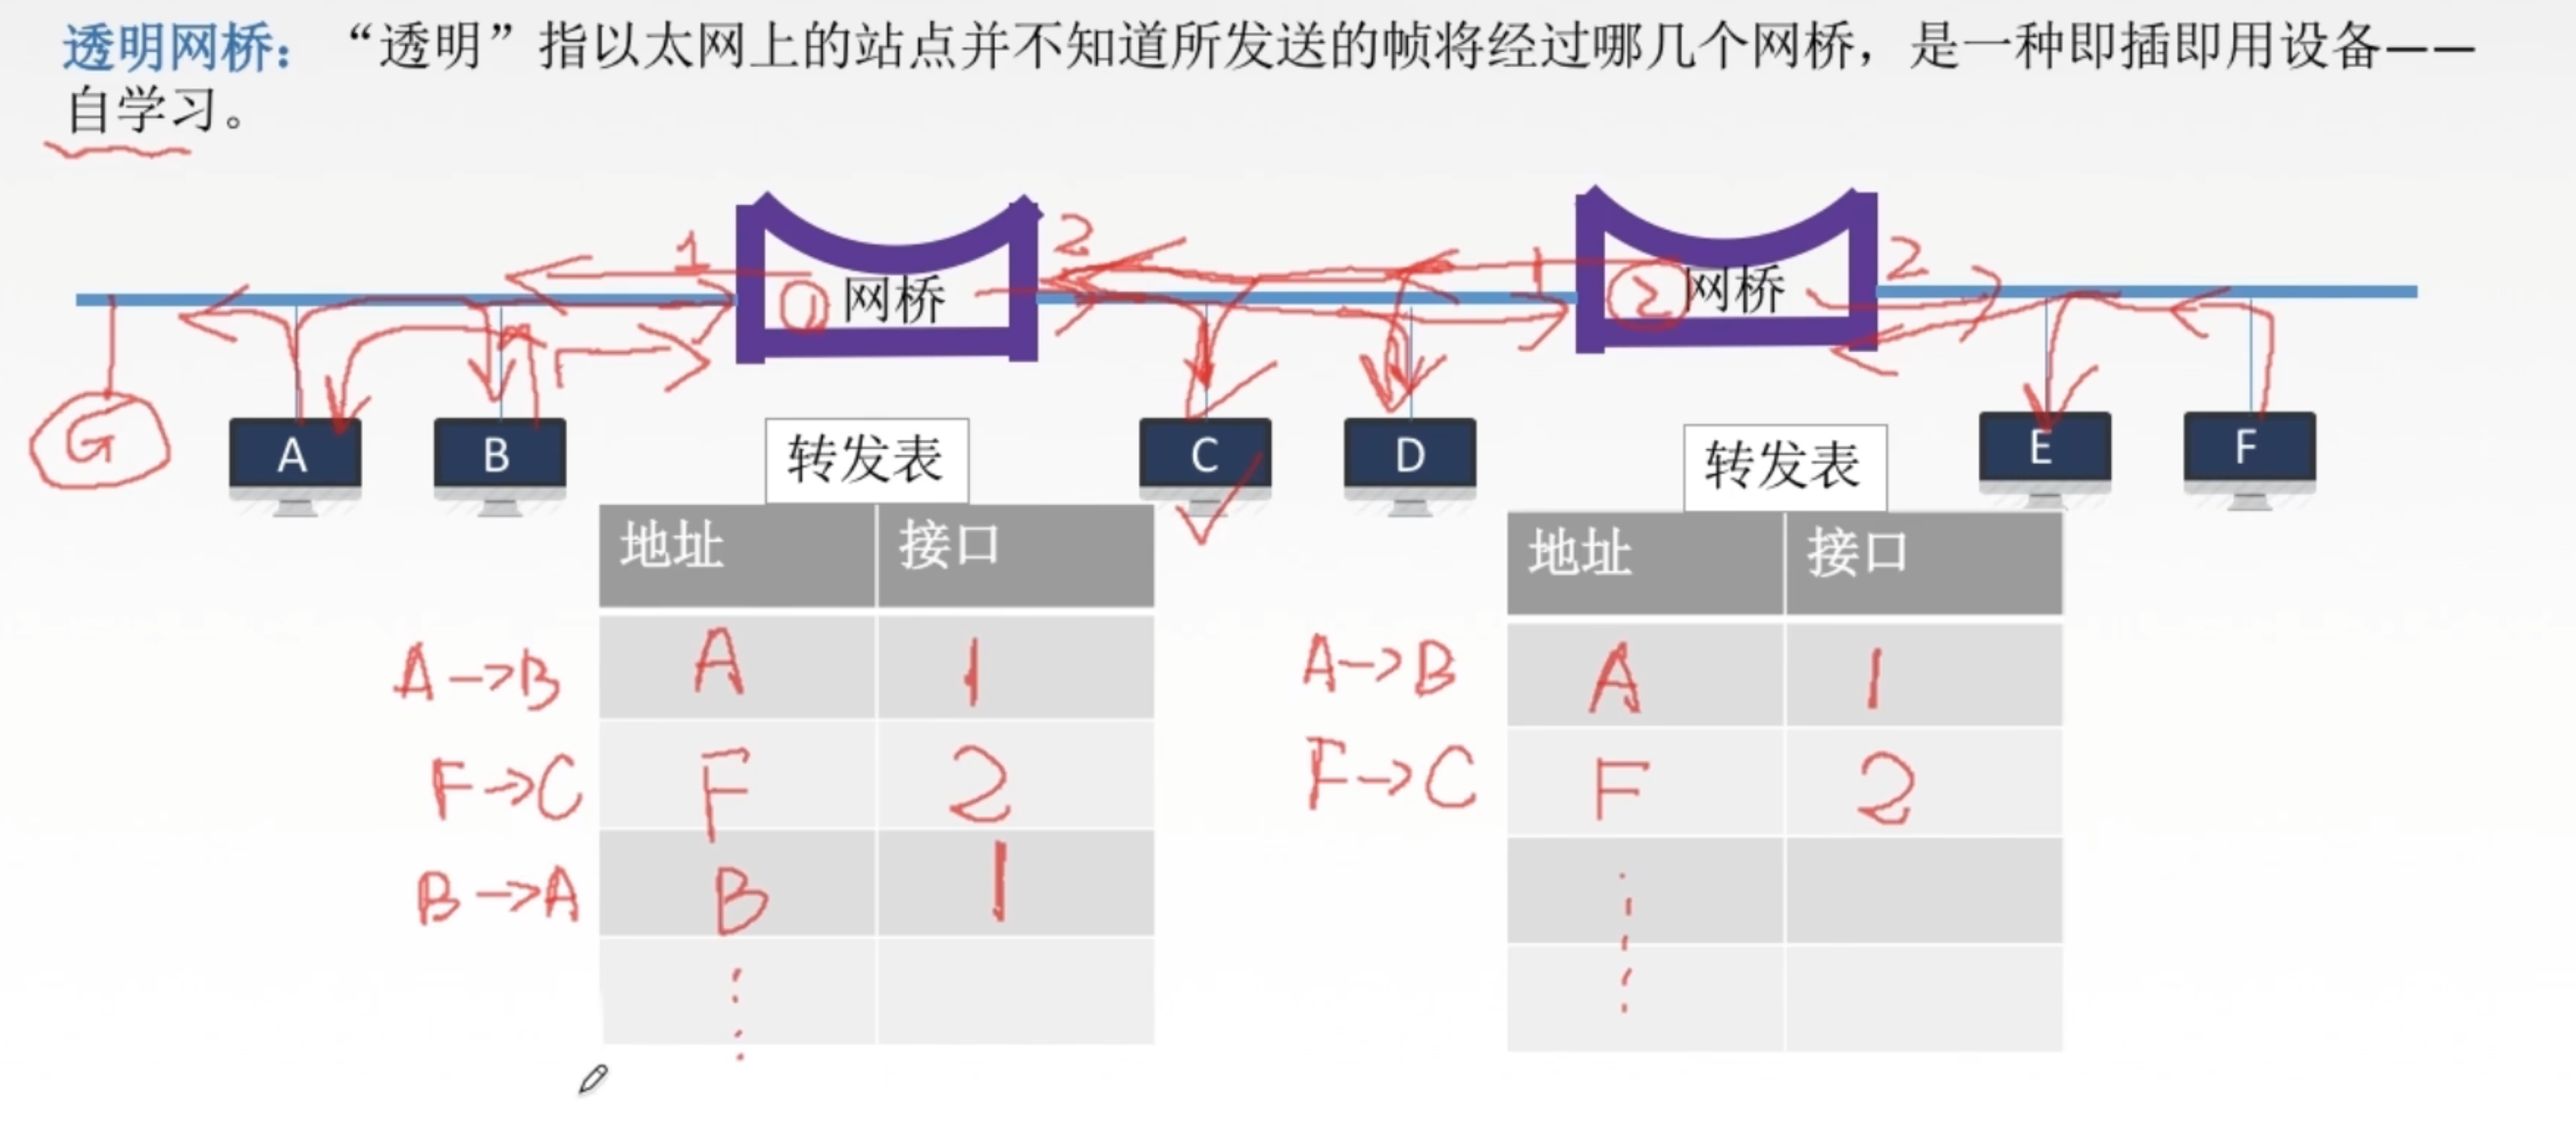 透明网桥：“透明”指以太网上的站点并不知道所发送的帧将经过哪几个网桥，是一种即插即用设备——
自学习。
1 2 1 2
① 网桥 ② 网桥
G A B C D E F
转发表 转发表
地址 接口
A→B A 1
F→C F 2
B→A B 1
地址 接口
A→B A 1
F→C F 2